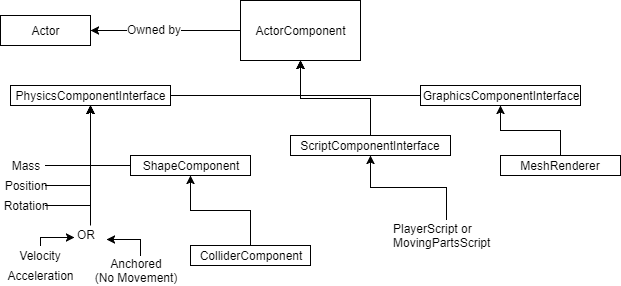 Actor
Owned by
ActorComponent
PhysicsComponentInterface
GraphicsComponentInterface
ScriptComponentInterface
Mass
ShapeComponent
MeshRenderer
Position
Rotation
OR
PlayerScript or
MovingPartsScript
Velocity
Acceleration
Anchored
(No Movement)
ColliderComponent